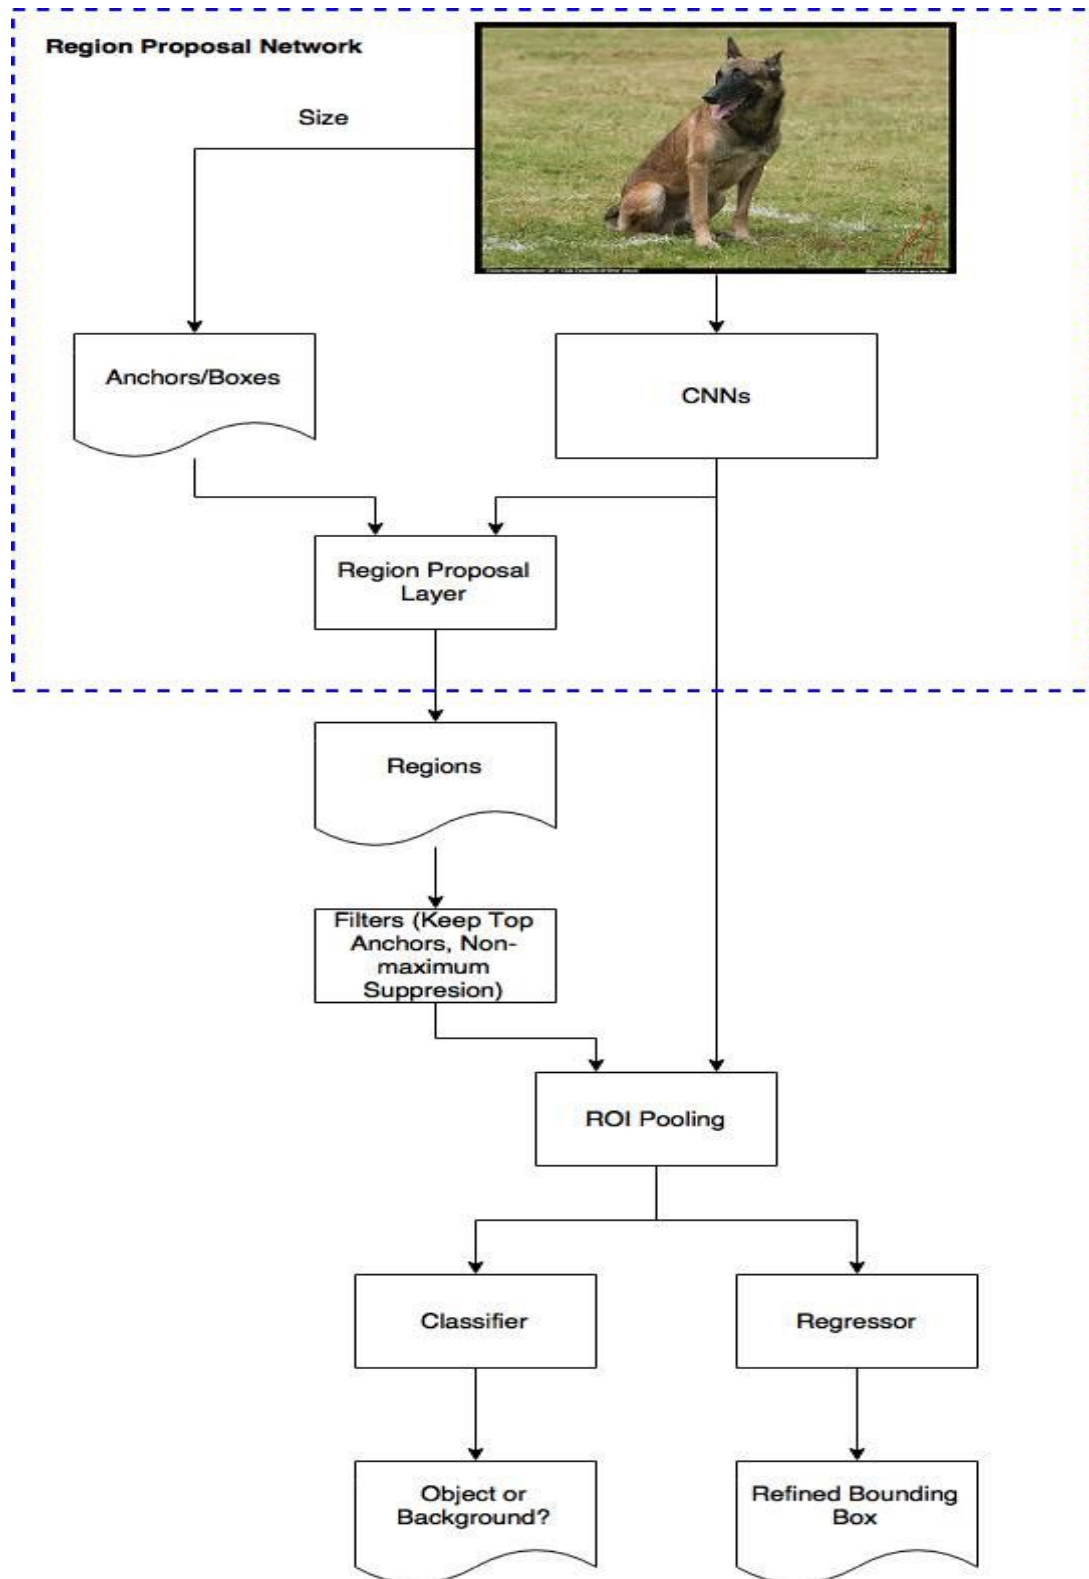 Region Proposal Network
Size
Anchors/Boxes
CNNs
Region Proposal
Layer
Regions
Filters (Keep Top
Anchors, Non-
maximum
Suppresion)
ROI Pooling
Classifier
Regressor
Object or
Background?
Refined Bounding
Box